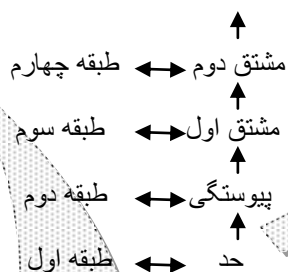 مشتق دوم طبقه چهارم
مشتق اول طبقه سوم
پیوستگی طبقه دوم
حد طبقه اول